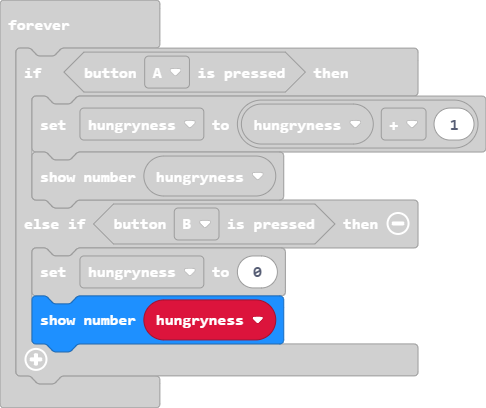 forever
if button A is pressed then
set hungryness to hungryness + 1
show number hungryness
else if button B is pressed then
set hungryness to 0
show number hungryness